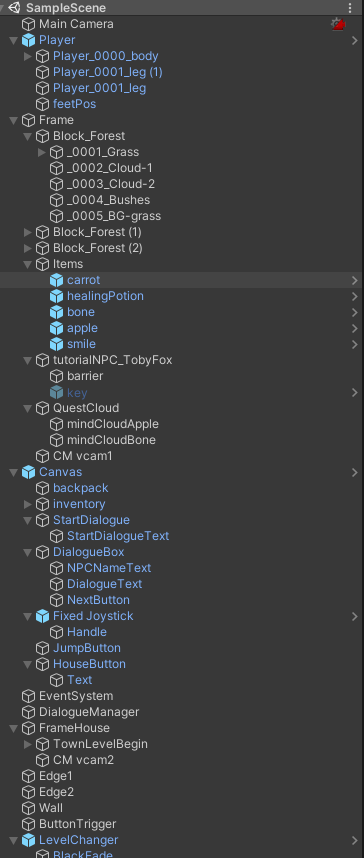 SampleScene
Main Camera
Player
Player_0000_body
Player_0001_leg (1)
Player_0001_leg
feetPos
Frame
Block_Forest
_0001_Grass
_0002_Cloud-1
_0003_Cloud-2
_0004_Bushes
_0005_BG-grass
Block_Forest (1)
Block_Forest (2)
Items
carrot
healingPotion
bone
apple
smile
tutorialNPC_TobyFox
barrier
key
QuestCloud
mindCloudApple
mindCloudBone
CM vcam1
Canvas
backpack
inventory
StartDialogue
StartDialogueText
DialogueBox
NPCNameText
DialogueText
NextButton
Fixed Joystick
Handle
JumpButton
HouseButton
Text
EventSystem
DialogueManager
FrameHouse
TownLevelBegin
CM vcam2
Edge1
Edge2
Wall
ButtonTrigger
LevelChanger
BlackFade